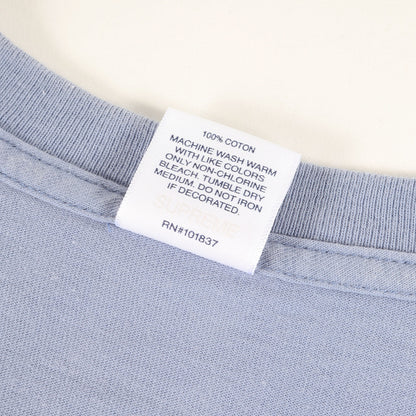 100% COTON
MACHINE WASH WARM
WITH LIKE COLORS
ONLY NON-CHLORINE
BLEACH. TUMBLE DRY
MEDIUM. DO NOT IRON
IF DECORATED.
SUPREME
RN#101837